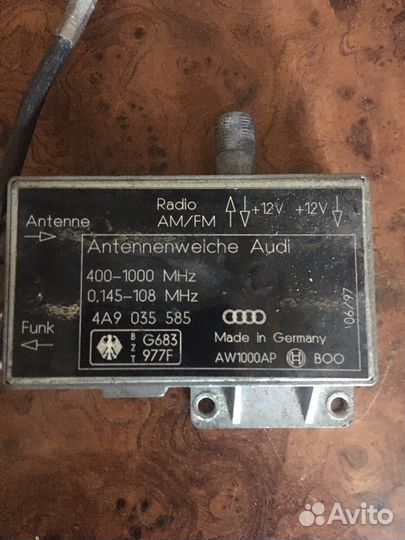 Radio
AM/FM
+12V +12V
Antenne
Antennenweiche Audi
400-1000 MHz
0,145-108 MHz
4A9 035 585
06/97
Funk
BZT
G683
977F
Made in Germany
AW1000AP BOO
Avito